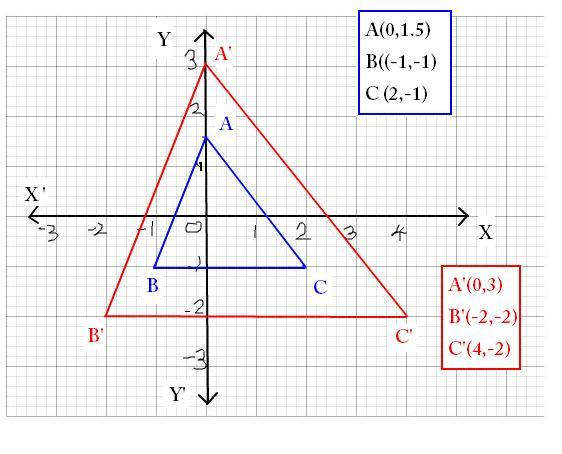 A(0,1.5)
B((-1,-1)
C (2,-1)
Y
3
A'
2
A
1
X'
-3 -2 -1 0 1 2 3 4
X
-1
B
C
A'(0,3)
B'(-2,-2)
C'(4,-2)
-2
B'
C'
-3
Y'